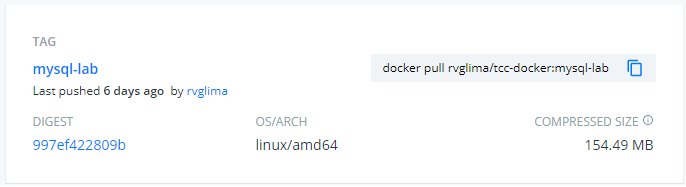 TAG
mysql-lab
docker pull rvglima/tcc-docker:mysql-lab
Last pushed 6 days ago by rvglima
DIGEST OS/ARCH COMPRESSED SIZE
997ef422809b linux/amd64 154.49 MB